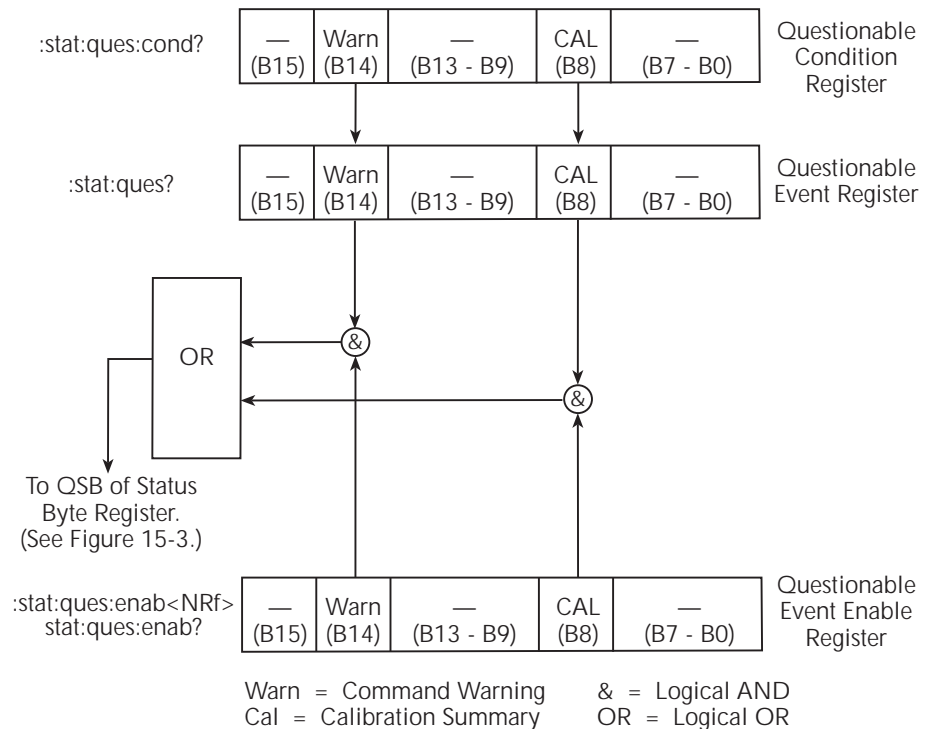 :stat:ques:cond?
—
(B15)
Warn
(B14)
—
(B13 - B9)
CAL
(B8)
—
(B7 - B0)
Questionable
Condition
Register
:stat:ques?
—
(B15)
Warn
(B14)
—
(B13 - B9)
CAL
(B8)
—
(B7 - B0)
Questionable
Event Register
&
OR
&
To QSB of Status
Byte Register.
(See Figure 15-3.)
:stat:ques:enab<NRf>
stat:ques:enab?
—
(B15)
Warn
(B14)
—
(B13 - B9)
CAL
(B8)
—
(B7 - B0)
Questionable
Event Enable
Register
Warn = Command Warning
Cal = Calibration Summary
& = Logical AND
OR = Logical OR